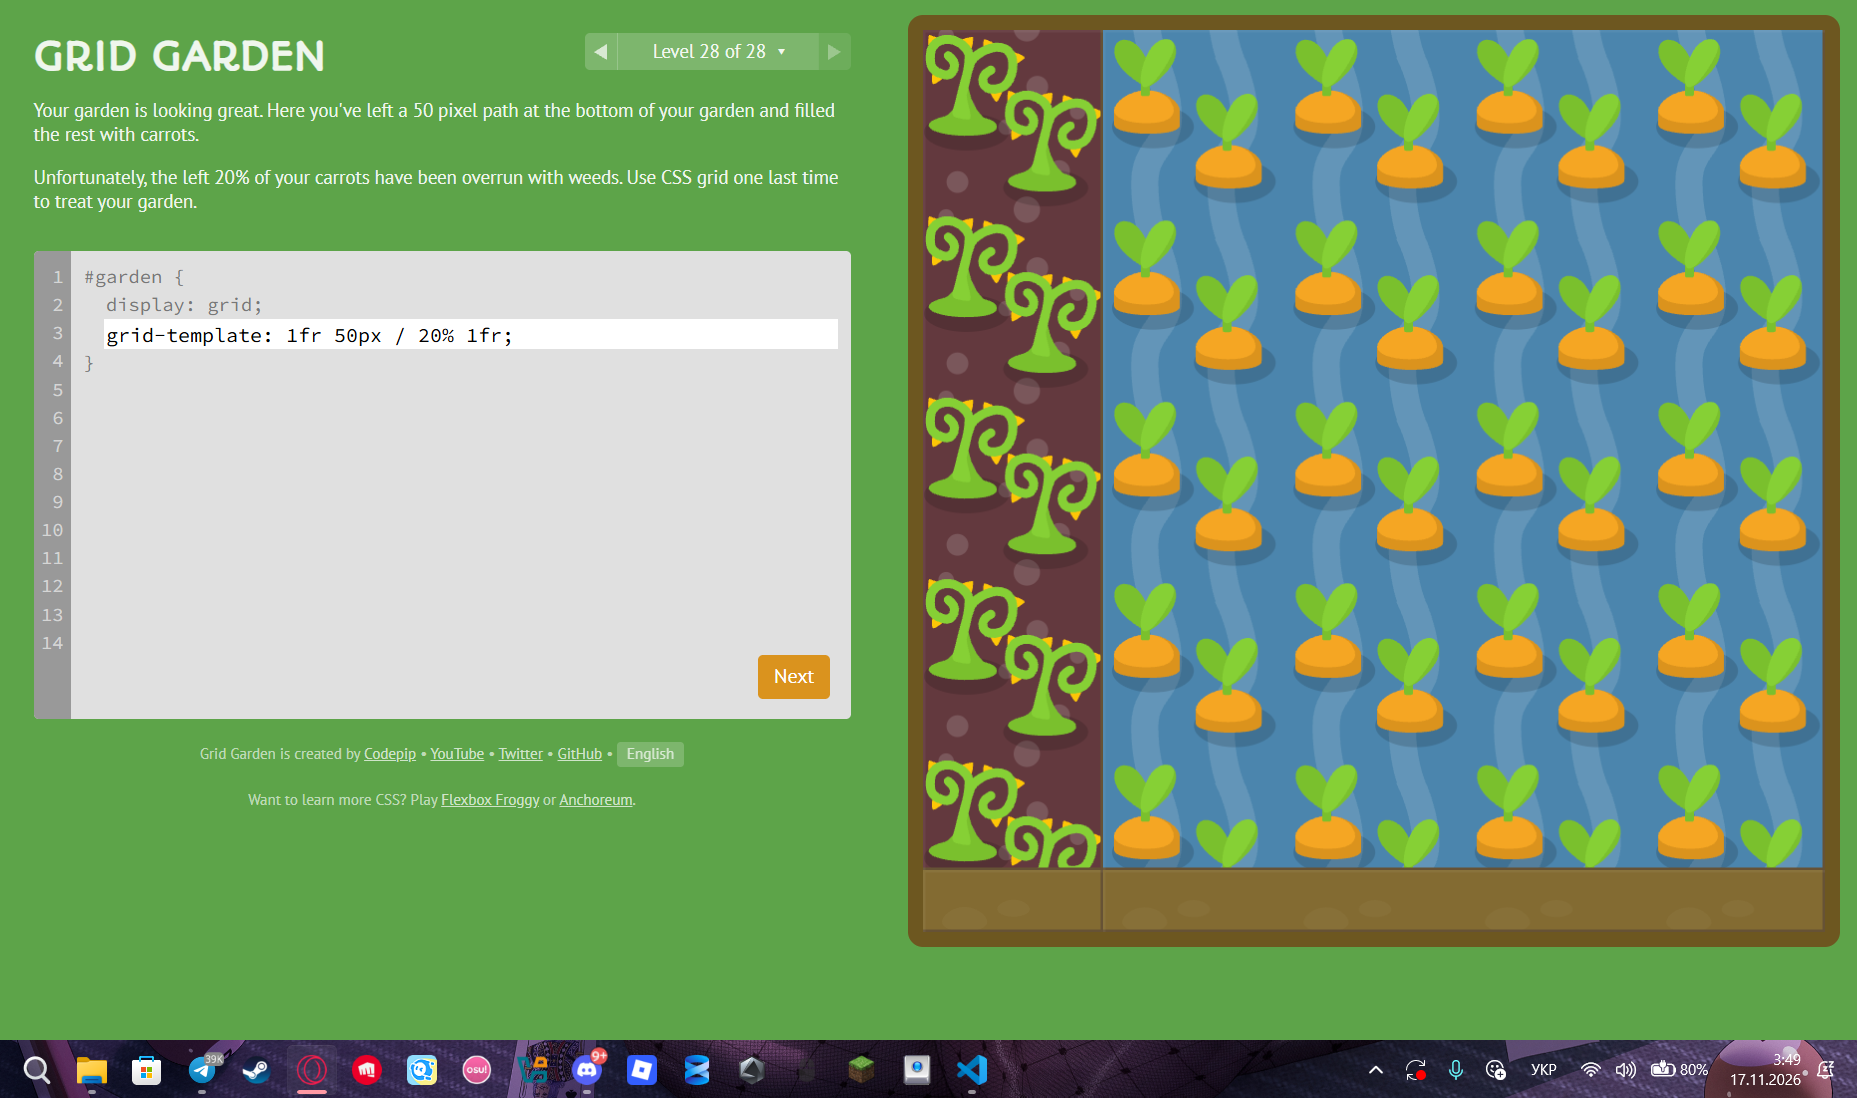 GRID GARDEN
Level 28 of 28
Your garden is looking great. Here you've left a 50 pixel path at the bottom of your garden and filled
the rest with carrots.
Unfortunately, the left 20% of your carrots have been overrun with weeds. Use CSS grid one last time
to treat your garden.
1 #garden {
2 display: grid;
3 grid-template: 1fr 50px / 20% 1fr;
4 }
5
6
7
8
9
10
11
12
13
14
Next
Grid Garden is created by Codepip • YouTube • Twitter • GitHub • English
Want to learn more CSS? Play Flexbox Froggy or Anchoreum.
39K
osu!
9+
УКР
80%
3:49
17.11.2026